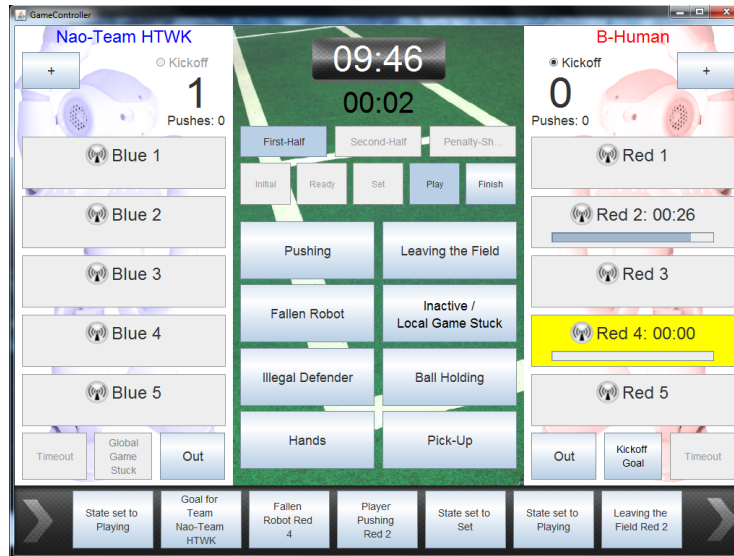 GameController
Nao-Team HTWK
B-Human
+
Kickoff
1
Pushes: 0
09:46
00:02
Kickoff
0
Pushes: 0
+
First-Half
Second-Half
Penalty-Sh...
Initial
Ready
Set
Play
Finish
Blue 1
Blue 2
Blue 3
Blue 4
Blue 5
Timeout
Global
Game
Stuck
Out
Pushing
Leaving the Field
Fallen Robot
Inactive /
Local Game Stuck
Illegal Defender
Ball Holding
Hands
Pick-Up
Red 1
Red 2: 00:26
Red 3
Red 4: 00:00
Red 5
Out
Kickoff
Goal
Timeout
State set to
Playing
Goal for
Team
Nao-Team
HTWK
Fallen
Robot Red
4
Player
Pushing
Red 2
State set to
Set
State set to
Playing
Leaving the
Field Red 2